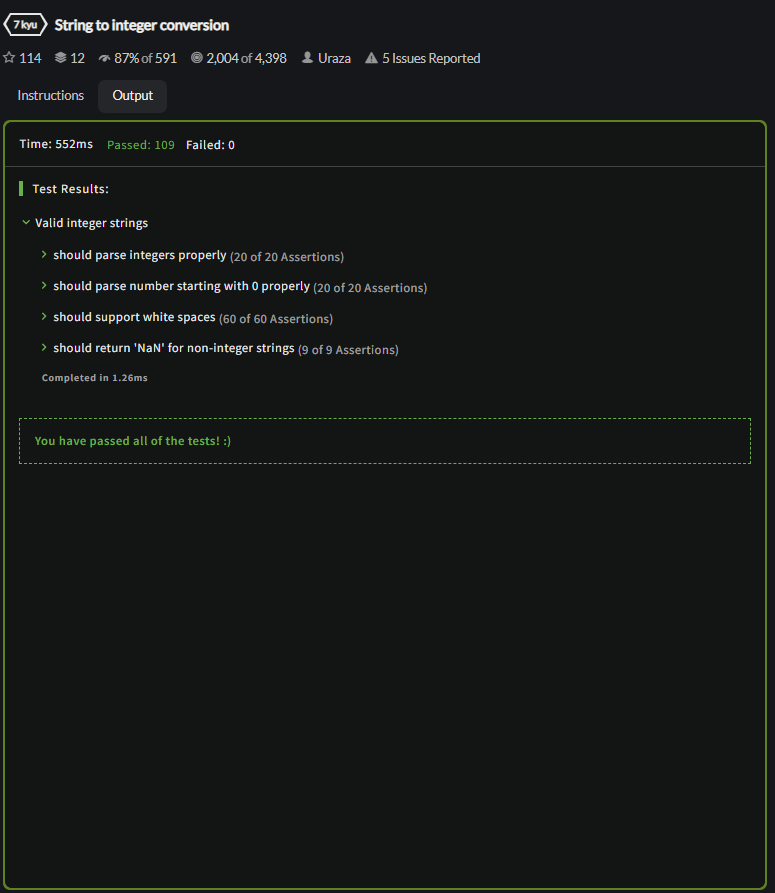 7 kyu String to integer conversion
114 12 87% of 591 2,004 of 4,398 Uraza 5 Issues Reported
Instructions Output
Time: 552ms Passed: 109 Failed: 0
Test Results:
Valid integer strings
should parse integers properly (20 of 20 Assertions)
should parse number starting with 0 properly (20 of 20 Assertions)
should support white spaces (60 of 60 Assertions)
should return 'NaN' for non-integer strings (9 of 9 Assertions)
Completed in 1.26ms
You have passed all of the tests! :)